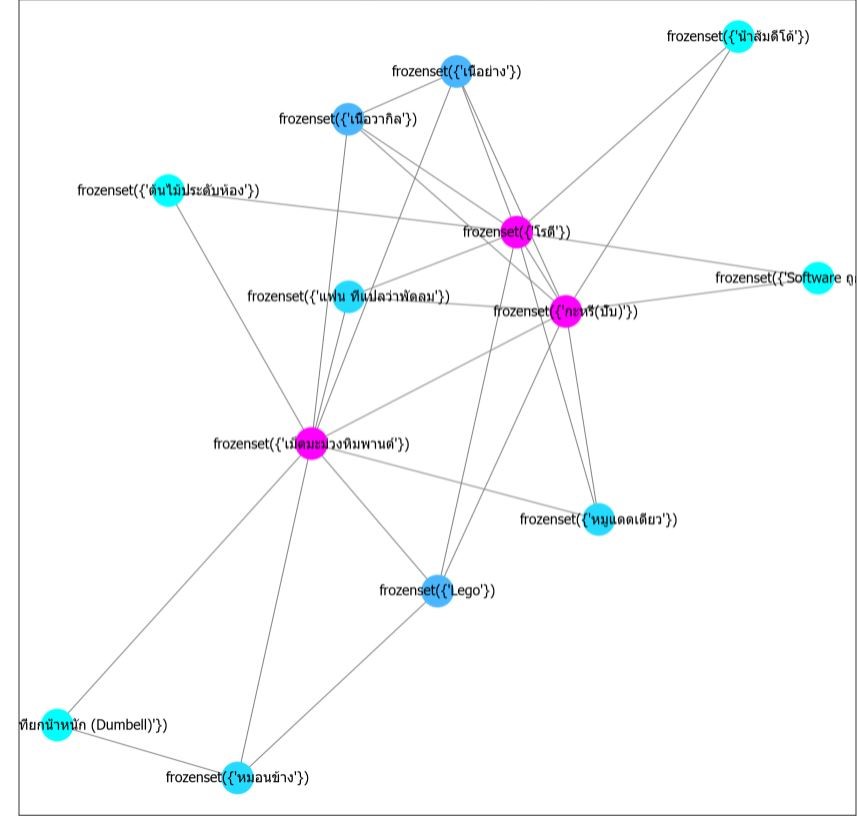 frozenset({'น้ำส้มดีโด้'})
frozenset({'เนื้อย่าง'})
frozenset({'เนื้อวากิล'})
frozenset({'ต้นไม้ประดับห้อง'})
frozenset({'โรตี'})
frozenset({'Software ถู
frozenset({'แฟน ที่แปลว่าพัดลม'})
frozenset({'กะหรี่(ปั๊บ)'})
frozenset({'เม็ดมะม่วงหิมพานต์'})
frozenset({'หมูแดดเดียว'})
frozenset({'Lego'})
ที่ยกน้ำหนัก (Dumbell)'})
frozenset({'หมอนข้าง'})